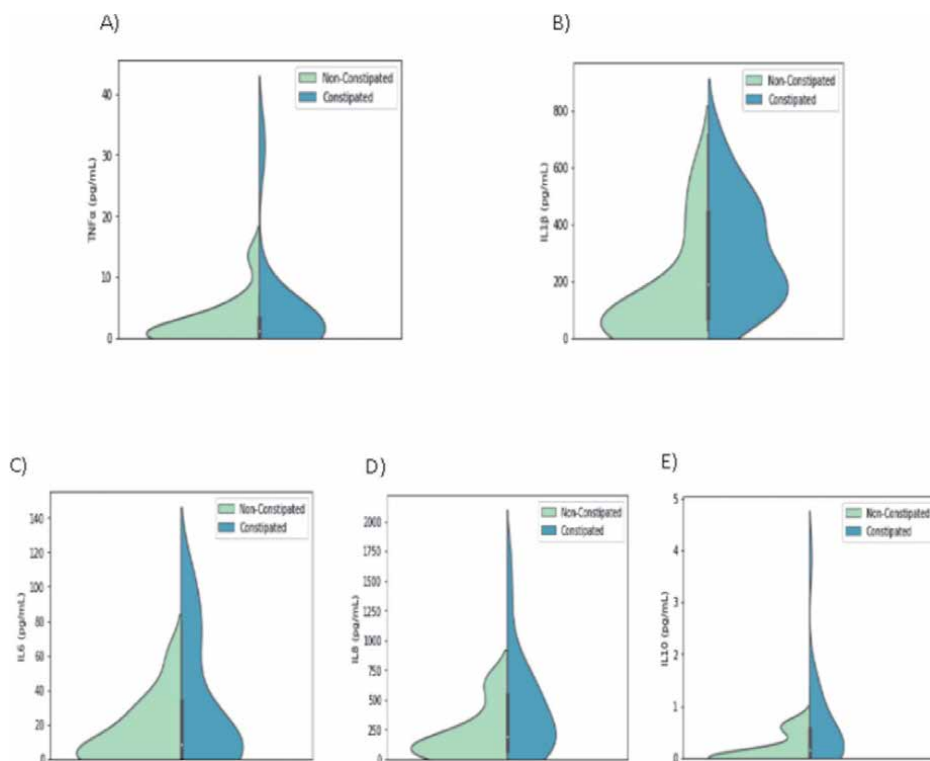 A)
Non-Constipated
Constipated
TNFα (pg/mL)
40
30
20
10
0
B)
Non-Constipated
Constipated
IL1β (pg/mL)
800
600
400
200
0
C)
Non-Constipated
Constipated
IL6 (pg/mL)
140
120
100
80
60
40
20
0
D)
Non-Constipated
Constipated
IL8 (pg/mL)
2000
1750
1500
1250
1000
750
500
250
0
E)
Non-Constipated
Constipated
IL10 (pg/mL)
5
4
3
2
1
0